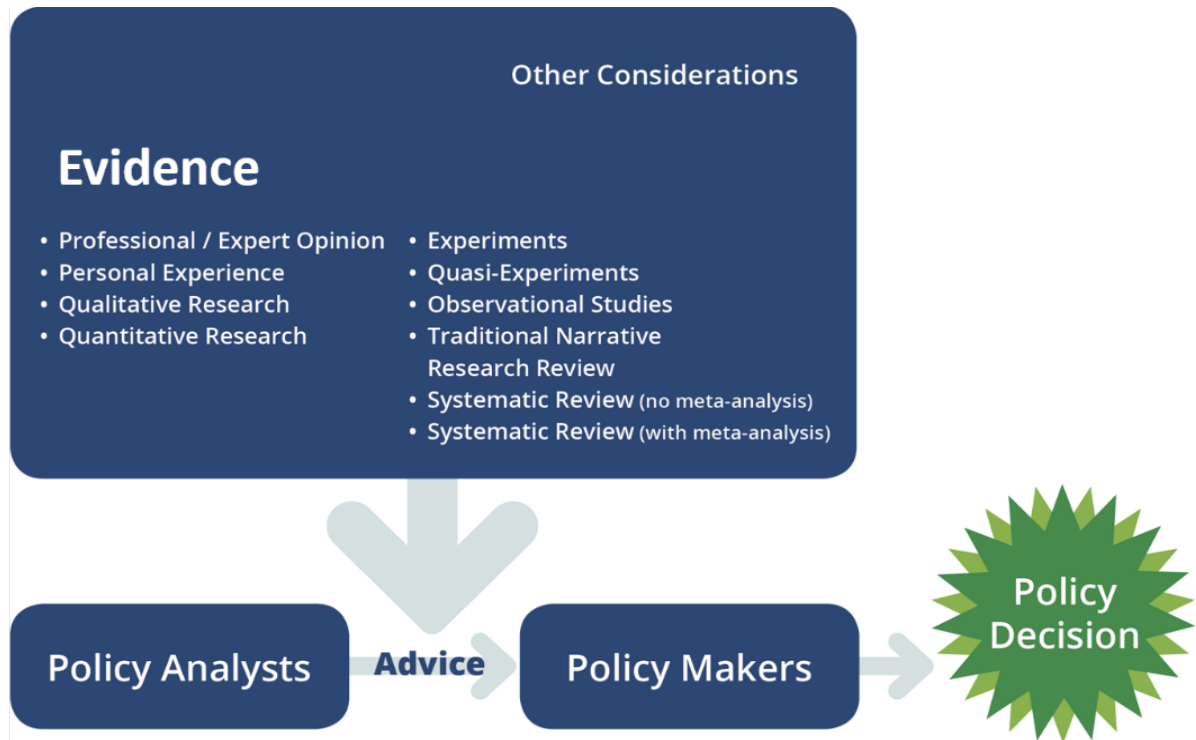 Other Considerations
Evidence
• Professional / Expert Opinion
• Personal Experience
• Qualitative Research
• Quantitative Research
• Experiments
• Quasi-Experiments
• Observational Studies
• Traditional Narrative
Research Review
• Systematic Review (no meta-analysis)
• Systematic Review (with meta-analysis)
Policy Analysts
Advice
Policy Makers
Policy
Decision